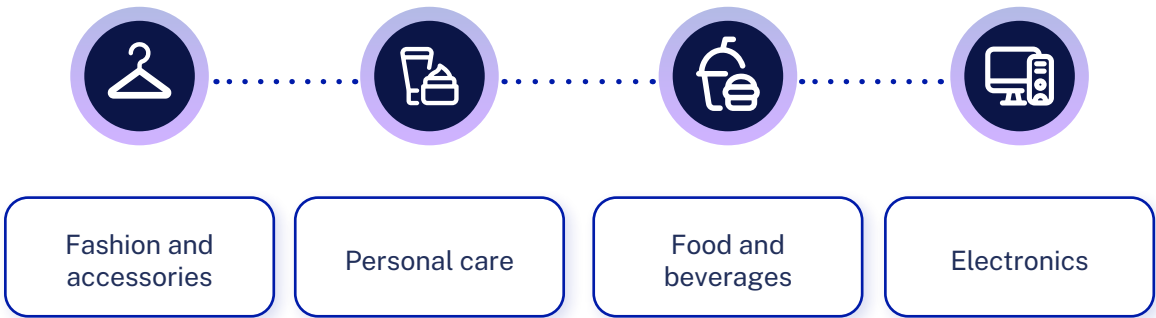 Fashion and
accessories
Personal care
Food and
beverages
Electronics